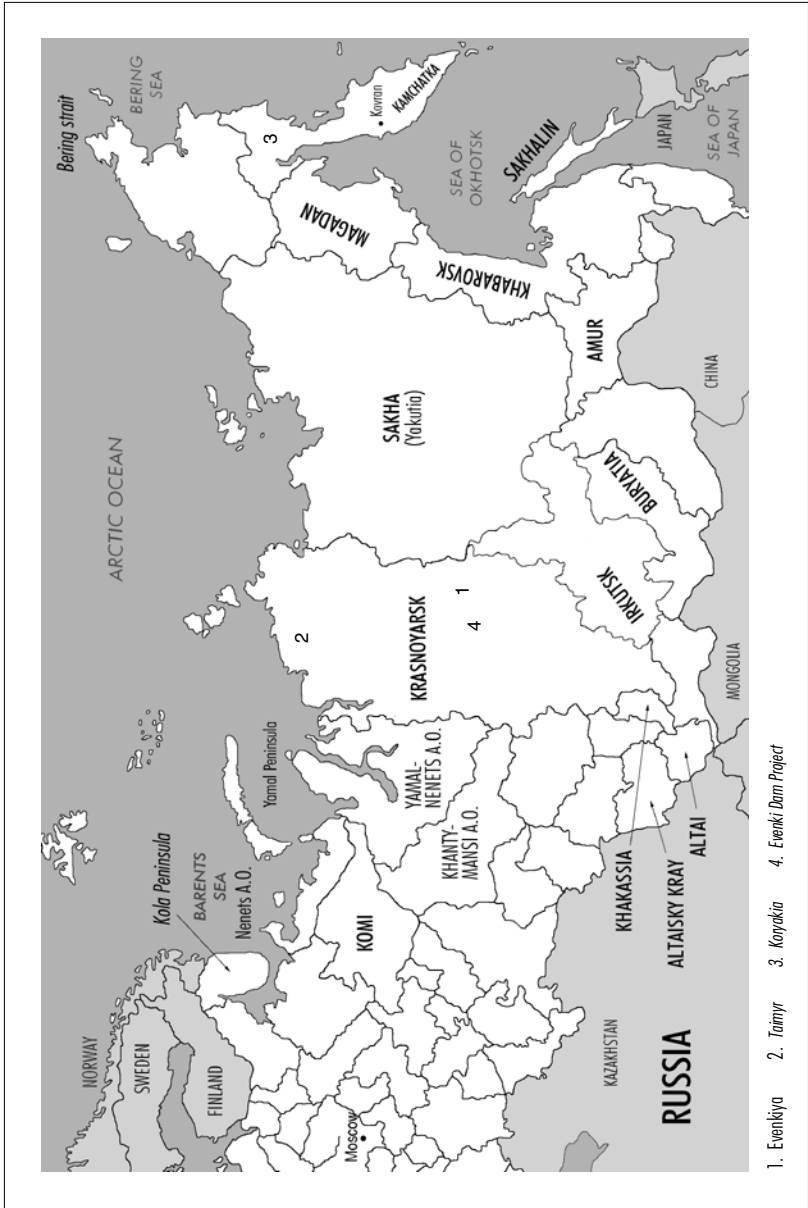 Bering strait
BERING
SEA
ARCTIC OCEAN
NORWAY
SWEDEN
FINLAND
Kola Peninsula
BARENTS
SEA
Nenets A.O.
Yamal Peninsula
2
3
Kovran
KAMCHATKA
MAGADAN
SEA OF
OKHOTSK
KHABAROVSK
SAKHALIN
SAKHA
(Yakutia)
KRASNOYARSK
4
1
YAMAL-
NENETS A.O.
KHANTY-
MANSI A.O.
KOMI
Moscow
IRKUTSK
BURYATIA
AMUR
JAPAN
SEA OF
JAPAN
CHINA
MONGOLIA
KHAKASSIA
ALTAISKY KRAY
ALTAI
KAZAKHSTAN
RUSSIA
1. Evenkiya 2. Taimyr 3. Koryakia 4. Evenki Dam Project